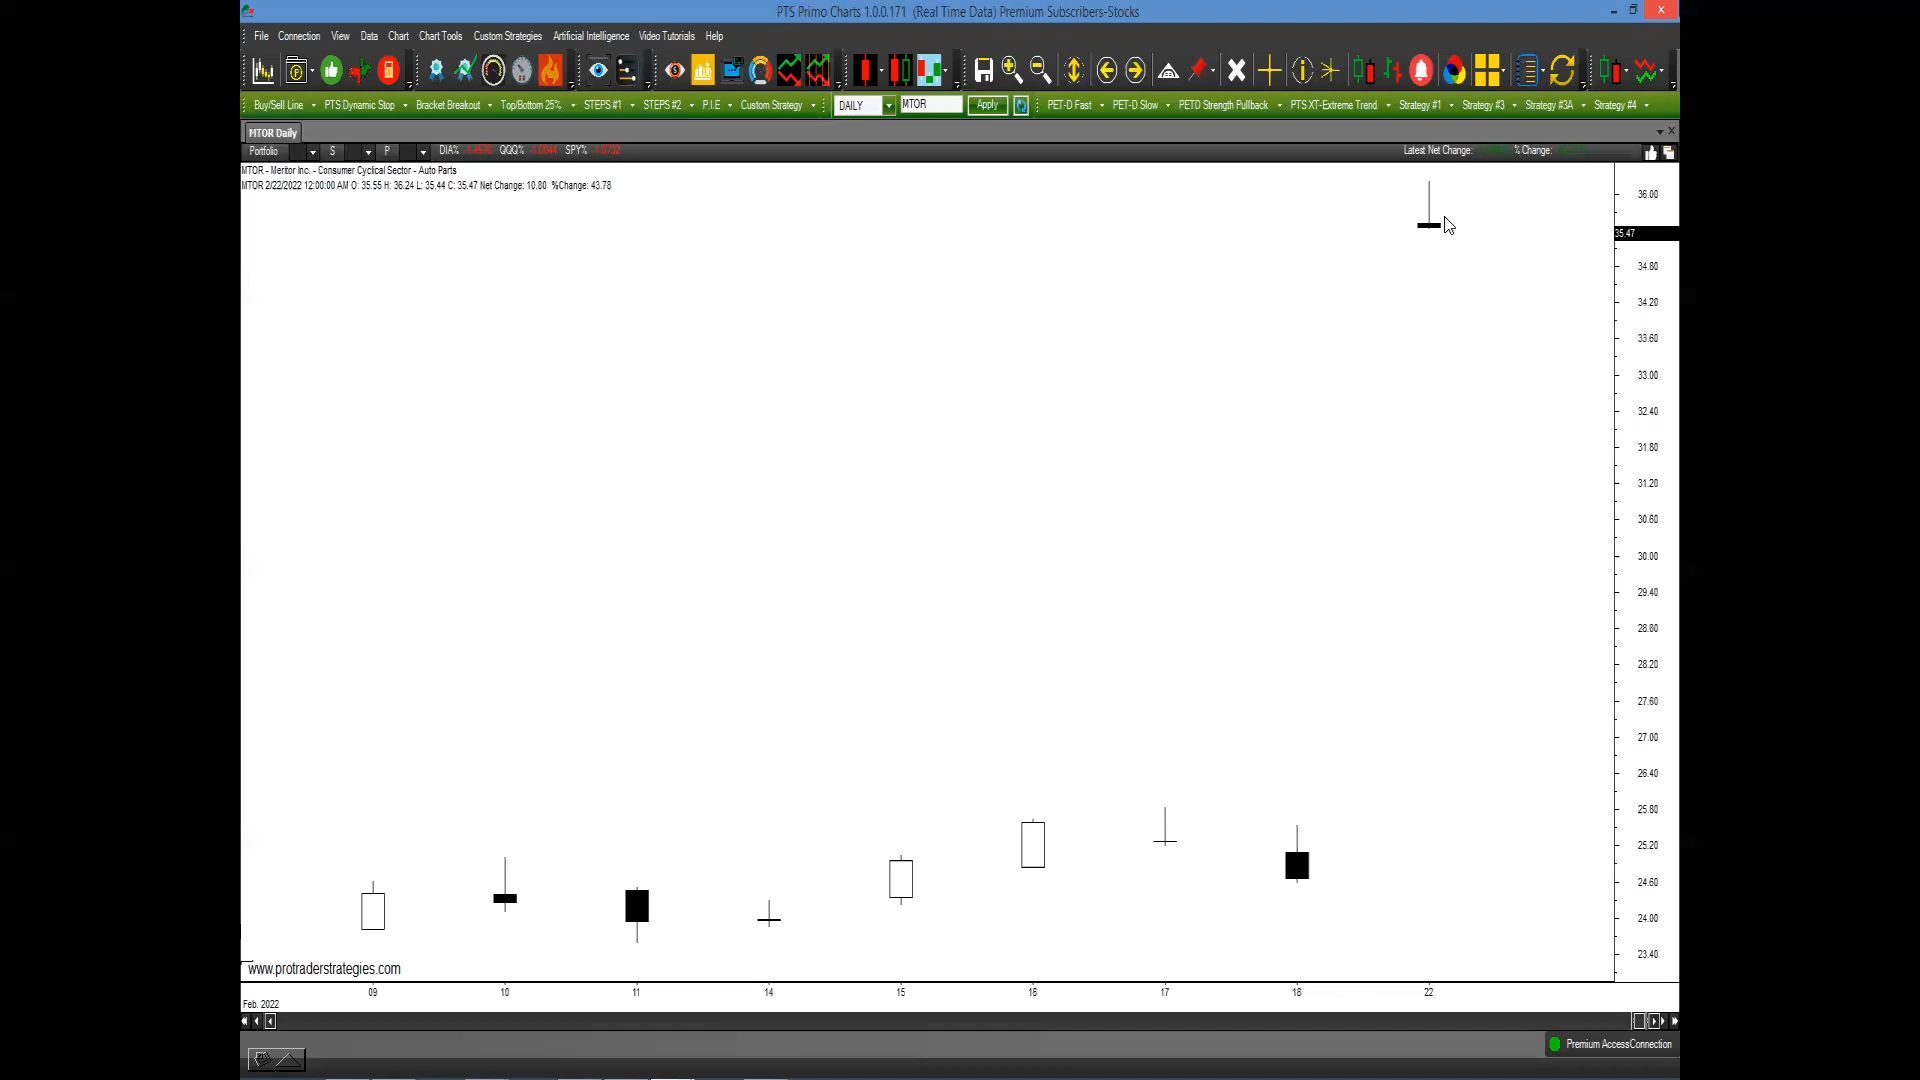 PTS Primo Charts 1.0.0.171 (Real Time Data) Premium Subscribers-Stocks
File Connection View Data Chart Chart Tools Custom Strategies Artificial Intelligence Video Tutorials Help
Buy/Sell Line PTS Dynamic Stop Bracket Breakout Top/Bottom 25% STEPS #1 STEPS #2 P.I.E Custom Strategy DAILY MTOR Apply PET-D Fast PET-D Slow PETD Strength Pullback PTS XT-Extreme Trend Strategy #1 Strategy #3 Strategy #3A Strategy #4
MTOR Daily
Portfolio S P DIA% QQQ% SPY% Latest Net Change: % Change:
MTOR - Meritor Inc. - Consumer Cyclical Sector - Auto Parts
MTOR 2/22/2022 12:00:00 AM O: 35.55 H: 36.24 L: 35.44 C: 35.47 Net Change: 10.80 %Change: 43.78
36.00
35.47
34.80
34.20
33.60
33.00
32.40
31.80
31.20
30.60
30.00
29.40
28.80
28.20
27.60
27.00
26.40
25.80
25.20
24.60
24.00
23.40
www.protraderstrategies.com
09 10 11 14 15 16 17 18 22
Feb. 2022
Premium AccessConnection